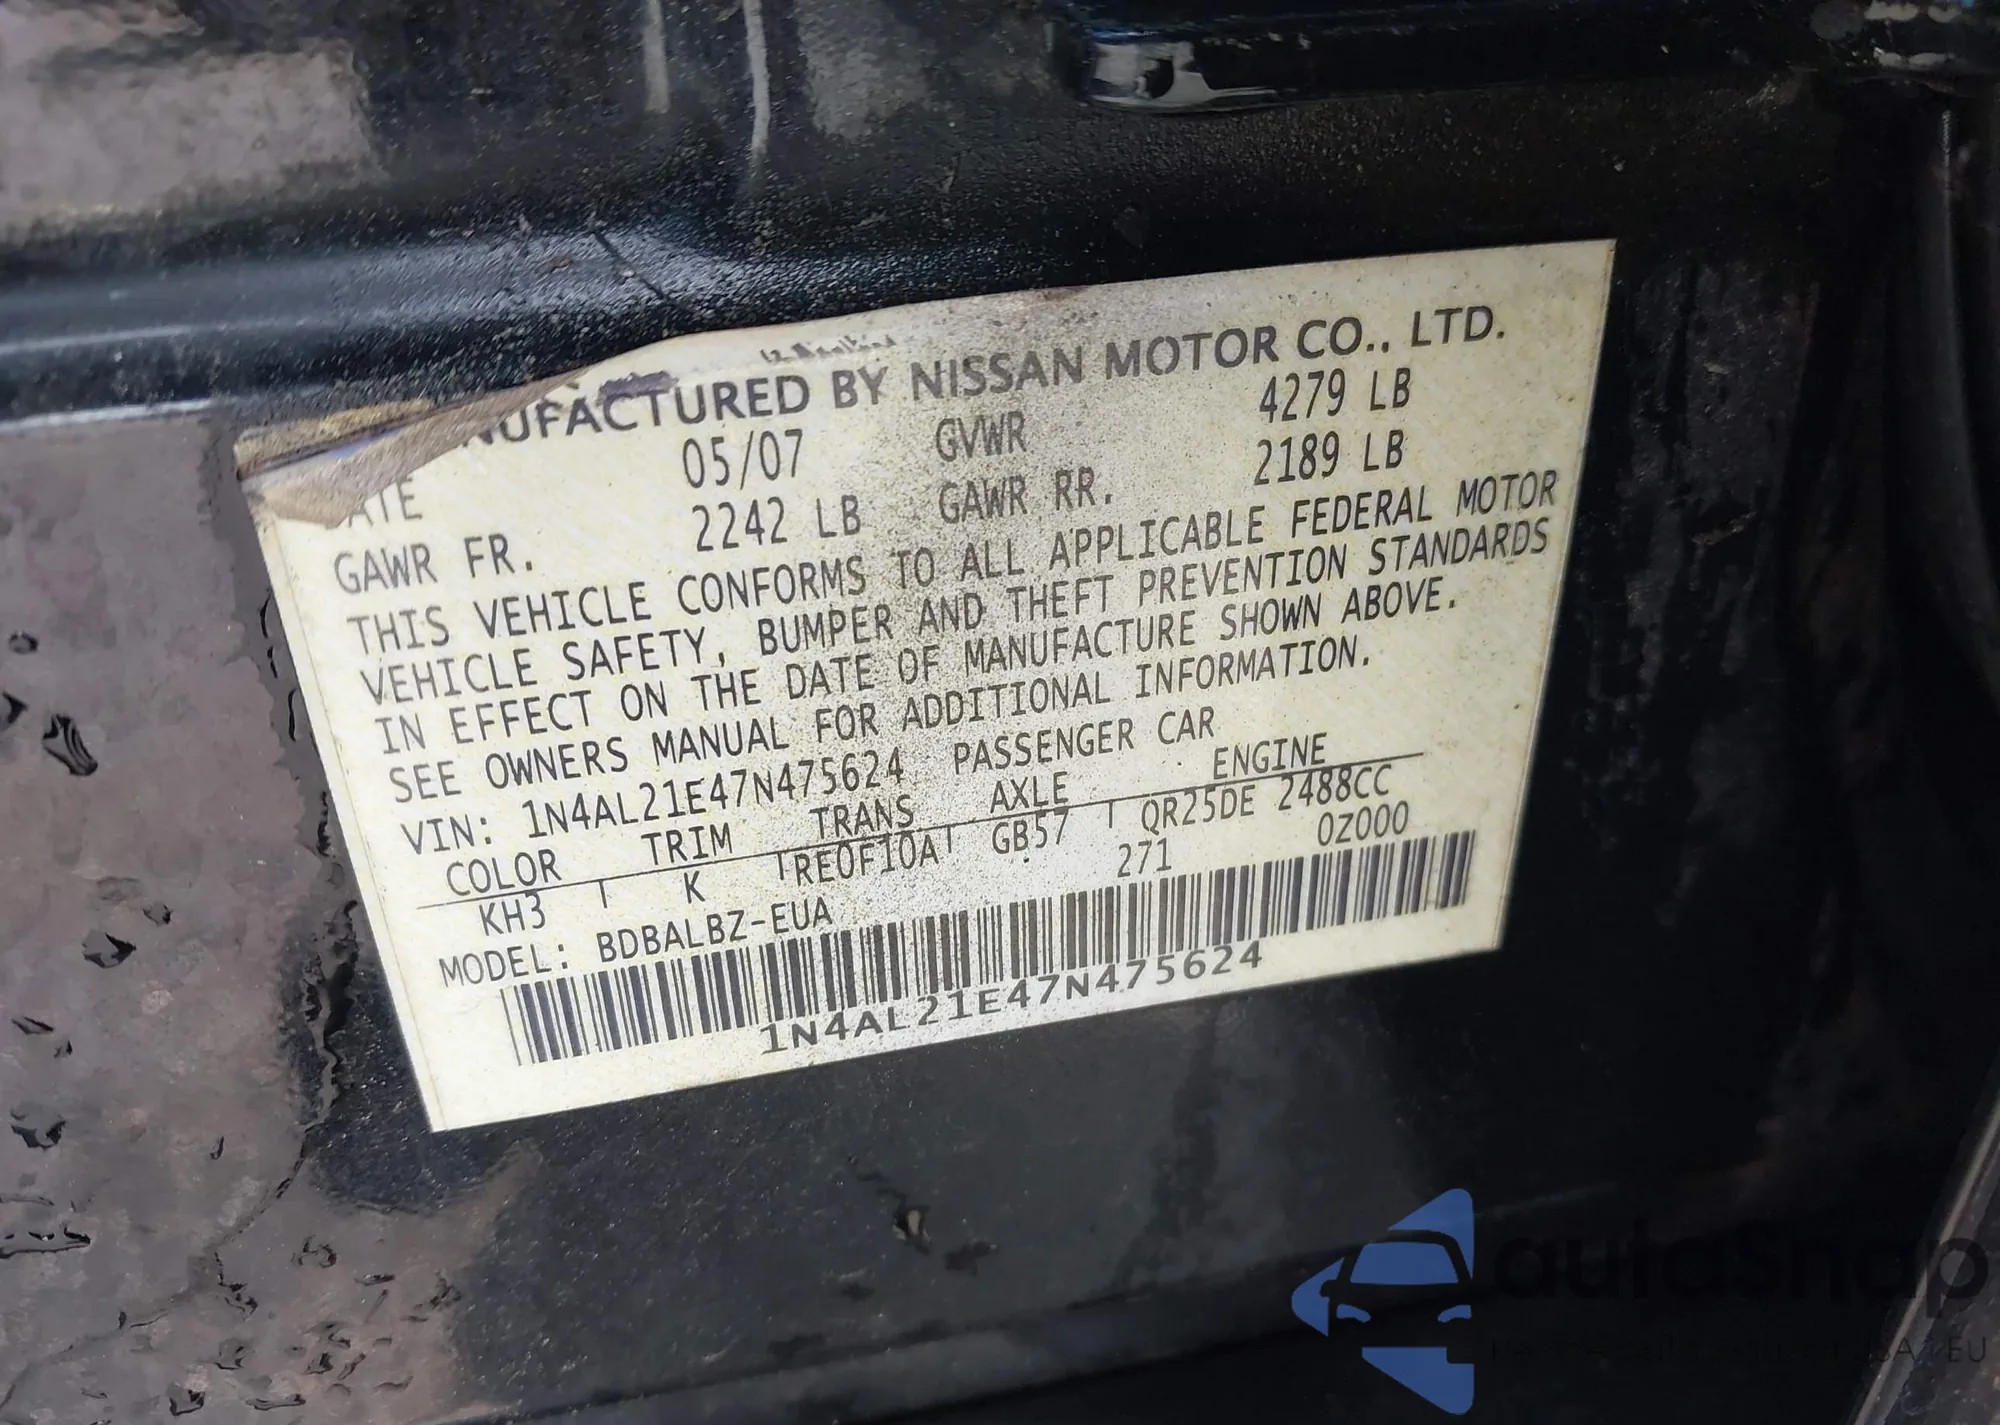 NUFACTURED BY NISSAN MOTOR CO., LTD.
ATE 05/07 GVWR 4279 LB
GAWR FR. 2242 LB GAWR RR. 2189 LB
THIS VEHICLE CONFORMS TO ALL APPLICABLE FEDERAL MOTOR
VEHICLE SAFETY, BUMPER AND THEFT PREVENTION STANDARDS
IN EFFECT ON THE DATE OF MANUFACTURE SHOWN ABOVE.
SEE OWNERS MANUAL FOR ADDITIONAL INFORMATION.
VIN: 1N4AL21E47N475624 PASSENGER CAR
COLOR TRIM TRANS AXLE ENGINE
KH3 K RE0F10A GB57 QR25DE 2488CC
MODEL: BDBALBZ-EUA 271 0Z000
1N4AL21E47N475624
autoSnap